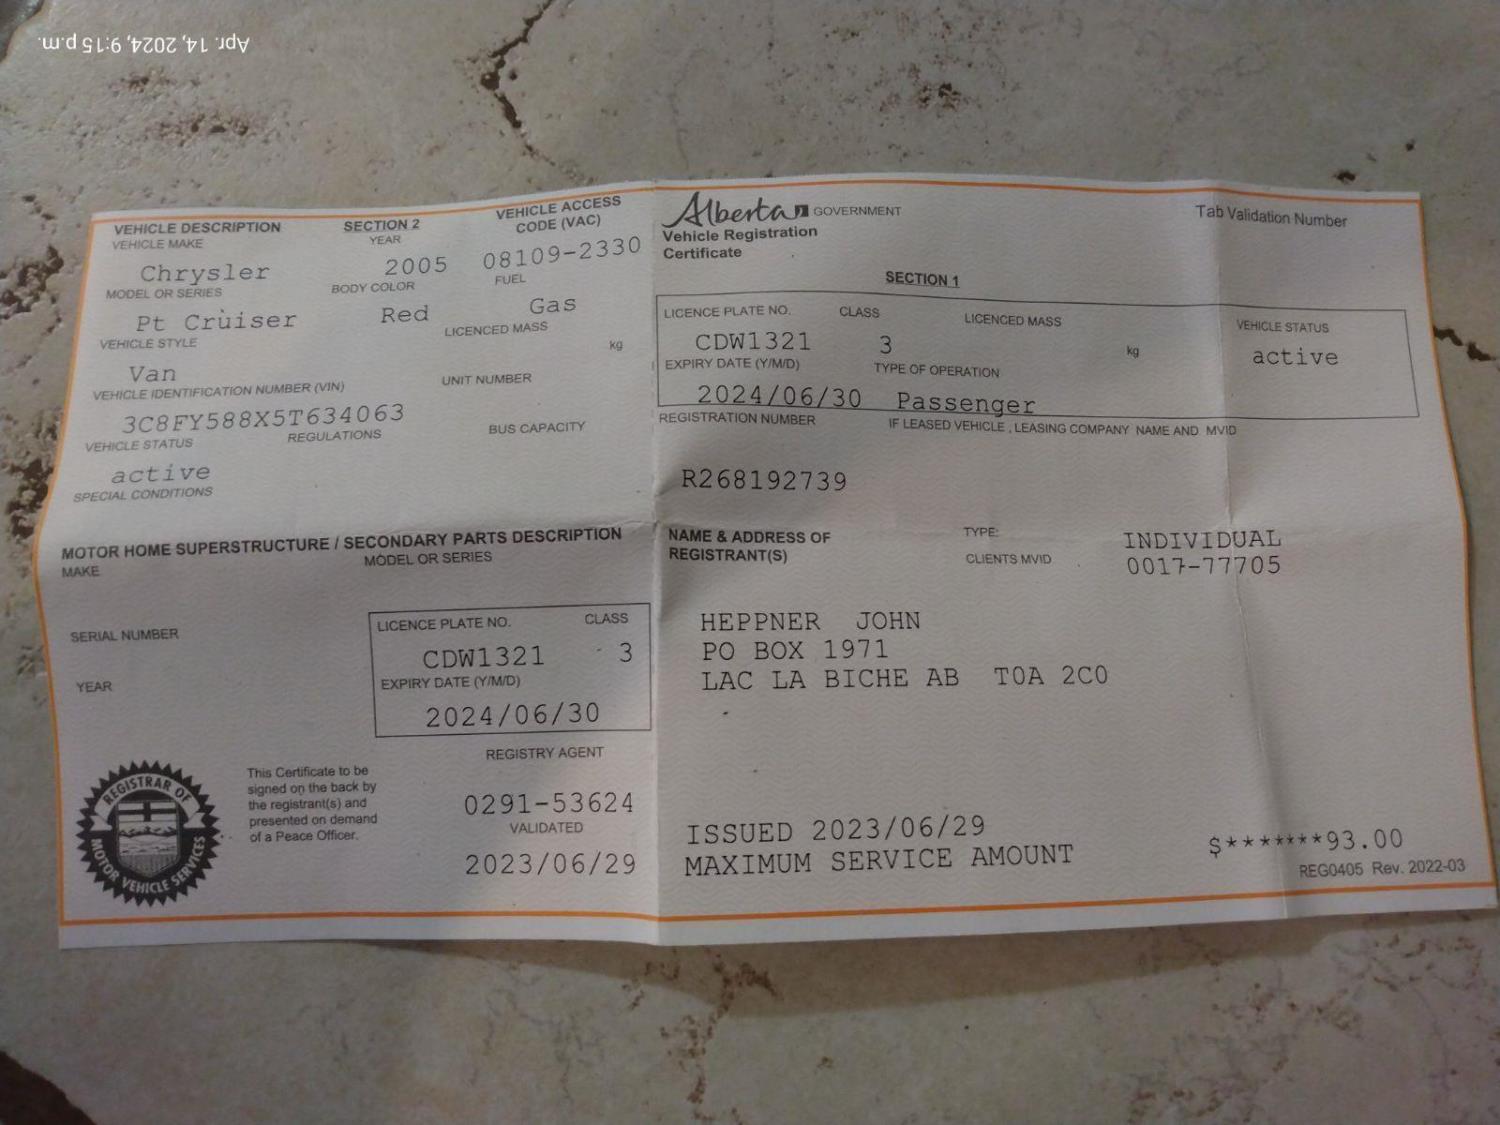 Apr. 14, 2024, 9:15 p.m.
VEHICLE DESCRIPTION SECTION 2 VEHICLE ACCESS CODE (VAC)
VEHICLE MAKE YEAR
Chrysler 2005 08109-2330
MODEL OR SERIES BODY COLOR FUEL
Pt Cruiser Red Gas
VEHICLE STYLE LICENCED MASS
Van kg
VEHICLE IDENTIFICATION NUMBER (VIN) UNIT NUMBER
3C8FY588X5T634063
VEHICLE STATUS REGULATIONS BUS CAPACITY
active
SPECIAL CONDITIONS
MOTOR HOME SUPERSTRUCTURE / SECONDARY PARTS DESCRIPTION
MAKE MODEL OR SERIES
SERIAL NUMBER
YEAR
LICENCE PLATE NO. CLASS
CDW1321 3
EXPIRY DATE (Y/M/D)
2024/06/30
REGISTRY AGENT
0291-53624
VALIDATED
2023/06/29
REGISTRAR OF MOTOR VEHICLE SERVICES
This Certificate to be
signed on the back by
the registrant(s) and
presented on demand
of a Peace Officer.
Alberta GOVERNMENT
Vehicle Registration
Certificate
Tab Validation Number
SECTION 1
LICENCE PLATE NO. CLASS LICENCED MASS VEHICLE STATUS
CDW1321 3 kg active
EXPIRY DATE (Y/M/D) TYPE OF OPERATION
2024/06/30 Passenger
REGISTRATION NUMBER IF LEASED VEHICLE , LEASING COMPANY NAME AND MVID
R268192739
NAME & ADDRESS OF
REGISTRANT(S)
TYPE: INDIVIDUAL
CLIENTS MVID 0017-77705
HEPPNER JOHN
PO BOX 1971
LAC LA BICHE AB T0A 2C0
ISSUED 2023/06/29
MAXIMUM SERVICE AMOUNT $*******93.00
REG0405 Rev. 2022-03